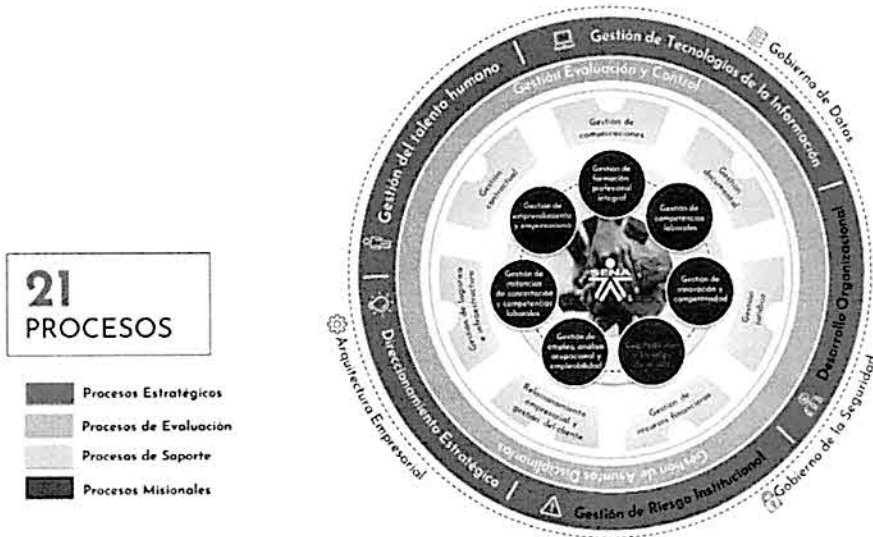 21
PROCESOS
Procesos Estratégicos
Procesos de Evaluación
Procesos de Soporte
Procesos Misionales
Gestión del talento humano
Gestión de Tecnologías de la Información
Desarrollo Organizacional
Gestión de Riesgo Institucional
Direccionamiento Estratégico
Gobierno de Datos
Gobierno de la Seguridad
Arquitectura Empresarial
Gestión Evaluación y Control
Gestión de Asuntos Disciplinarios
Gestión de
comunicaciones
Gestión
documental
Gestión
Jurídica
Gestión de
recursos financieros
Relacionamiento
empresarial y
gestión del cliente
Gestión de Logística
e infraestructura
Gestión
contractual
Gestión de
formación
profesional
integral
Gestión de
competencias
laborales
Gestión de
innovación y
competitividad
Gestión de
empleo, análisis
ocupacional y
empleabilidad
Gestión de
instancias
de concertación
y competencias
laborales
Gestión de
emprendimiento
y empresarismo
SENA